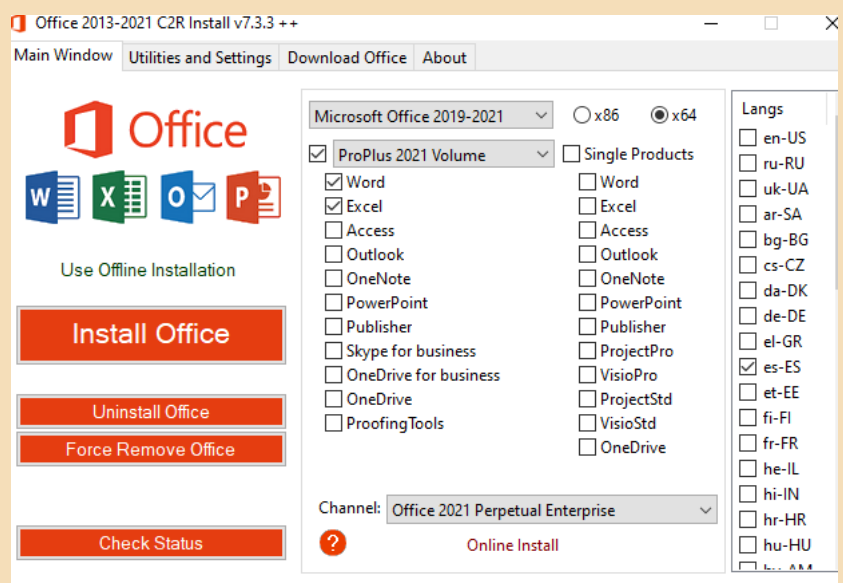 Office 2013-2021 C2R Install v7.3.3 ++
Main Window Utilities and Settings Download Office About
Office
W X O P
Use Offline Installation
Install Office
Uninstall Office
Force Remove Office
Check Status
Microsoft Office 2019-2021 x86 x64
ProPlus 2021 Volume Single Products
Word Word
Excel Excel
Access Access
Outlook Outlook
OneNote OneNote
PowerPoint PowerPoint
Publisher Publisher
Skype for business ProjectPro
OneDrive for business VisioPro
OneDrive ProjectStd
ProofingTools VisioStd
OneDrive
Channel: Office 2021 Perpetual Enterprise
? Online Install
Langs
en-US
ru-RU
uk-UA
ar-SA
bg-BG
cs-CZ
da-DK
de-DE
el-GR
es-ES
et-EE
fi-FI
fr-FR
he-IL
hi-IN
hr-HR
hu-HU